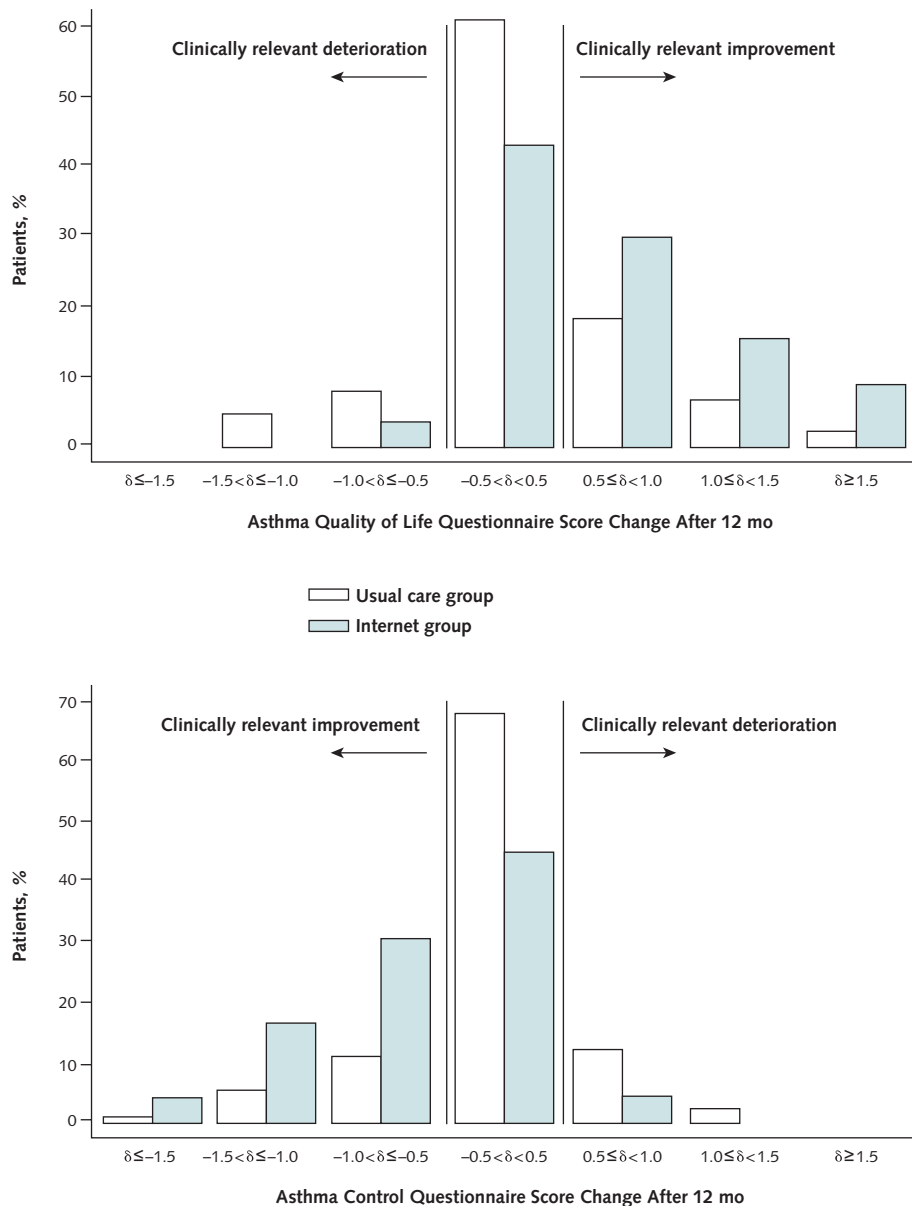 60
50
40
30
20
10
0
Patients, %
Clinically relevant deterioration
Clinically relevant improvement
δ≤–1.5
–1.5<δ≤–1.0
–1.0<δ≤–0.5
–0.5<δ<0.5
0.5≤δ<1.0
1.0≤δ<1.5
δ≥1.5
Asthma Quality of Life Questionnaire Score Change After 12 mo
Usual care group
Internet group
70
60
50
40
30
20
10
0
Patients, %
Clinically relevant improvement
Clinically relevant deterioration
δ≤–1.5
–1.5<δ≤–1.0
–1.0<δ≤–0.5
–0.5<δ<0.5
0.5≤δ<1.0
1.0≤δ<1.5
δ≥1.5
Asthma Control Questionnaire Score Change After 12 mo